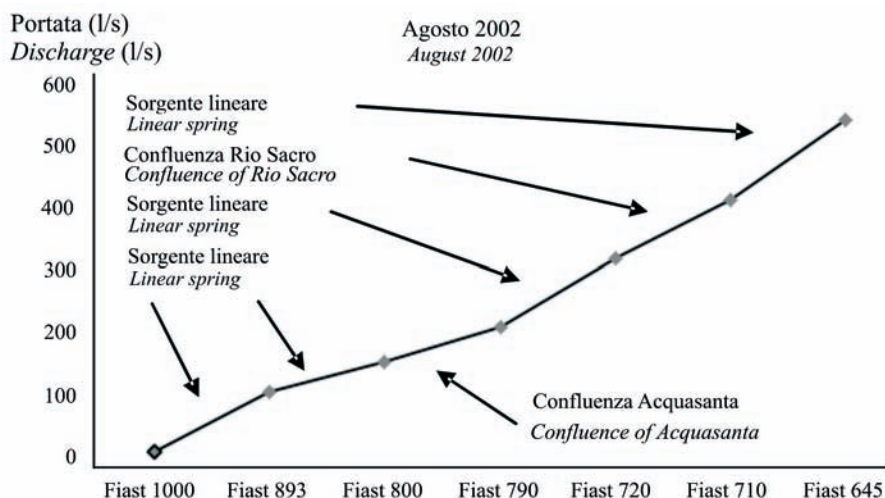 Portata (l/s)
Discharge (l/s)
Agosto 2002
August 2002
600
500
400
300
200
100
0
Sorgente lineare
Linear spring
Confluenza Rio Sacro
Confluence of Rio Sacro
Sorgente lineare
Linear spring
Sorgente lineare
Linear spring
Confluenza Acquasanta
Confluence of Acquasanta
Fiast 1000 Fiast 893 Fiast 800 Fiast 790 Fiast 720 Fiast 710 Fiast 645